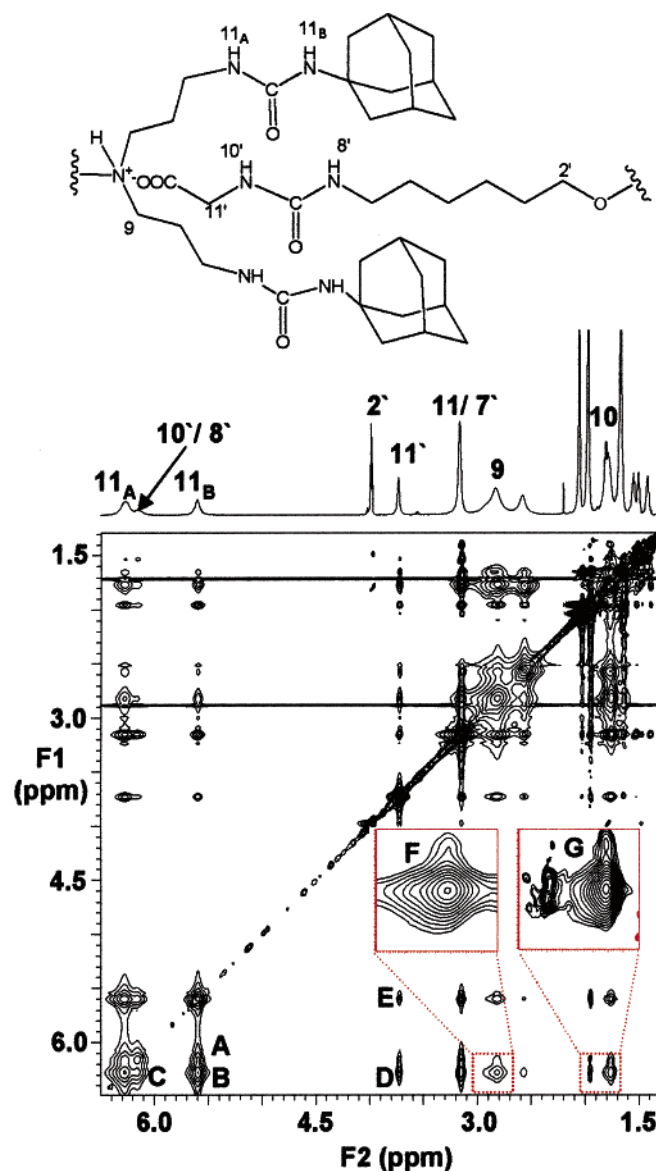 11A 11B
H H
N N
C
O
H
10' 8'
H H
2'
N+ -OOC N N
O
11' C
O
9
NH NH
C
O
2` 11/ 7` 10
10`/ 8` 11` 9
11A 11B
1.5
3.0
F1
(ppm)
4.5
F G
E
6.0
A
C B D
6.0 4.5 3.0 1.5
F2 (ppm)